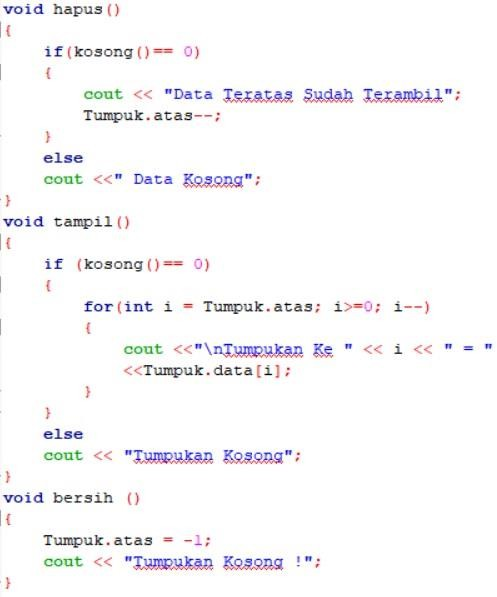 void hapus()
{
    if(kosong()== 0)
    {
        cout << "Data Teratas Sudah Terambil";
        Tumpuk.atas--;
    }
    else
    cout <<" Data Kosong";
}
void tampil()
{
    if (kosong()== 0)
    {
        for(int i = Tumpuk.atas; i>=0; i--)
        {
            cout <<"\nTumpukan Ke " << i << " = "
            <<Tumpuk.data[i];
        }
    }
    else
    cout << "Tumpukan Kosong";
}
void bersih ()
{
    Tumpuk.atas = -1;
    cout << "Tumpukan Kosong !";
}